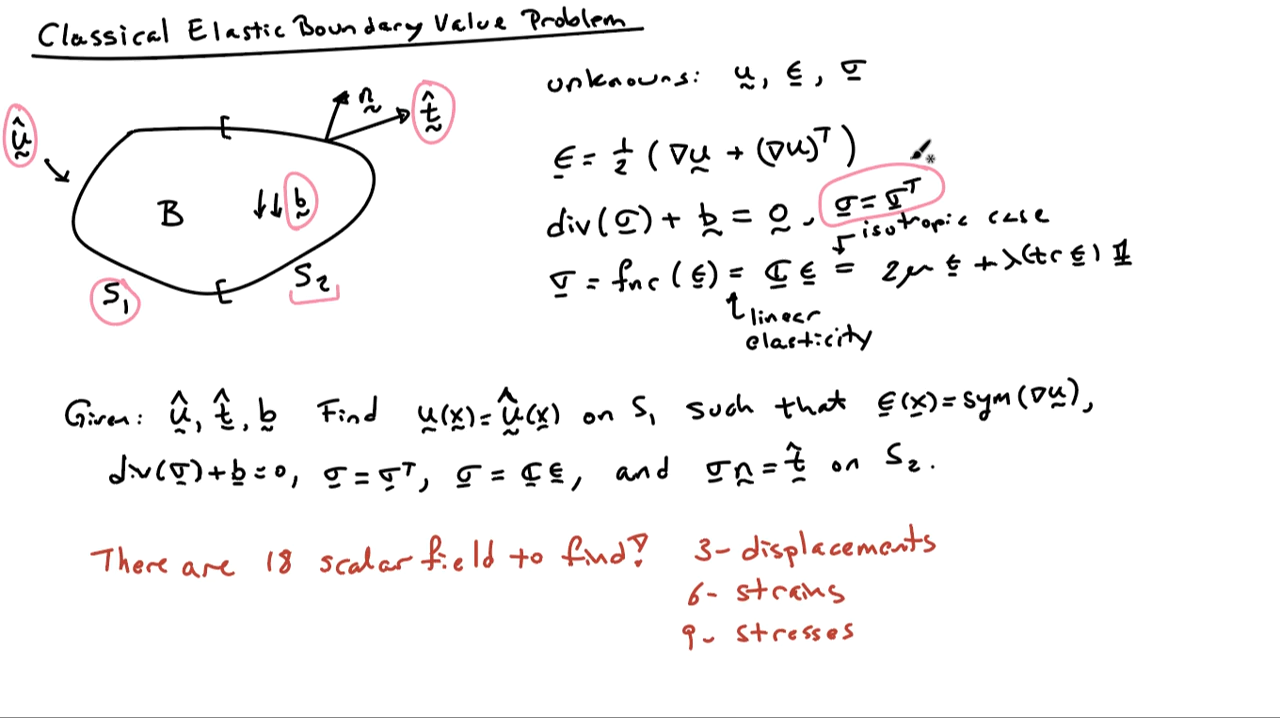 Classical Elastic Boundary Value Problem
unknowns: u, ε, σ
û
n
t̂
B
b
S₁
S₂
ε = ½ (∇u + (∇u)ᵀ)
div(σ) + b = 0, σ = σᵀ
isotropic case
σ = fnc(ε) = ℂ ε = 2μ ε + λ(tr ε) 𝟙
linear
elasticity
Given: û, t̂, b Find u(x) = û(x) on S₁ such that ε(x) = sym(∇u),
div(σ) + b = 0, σ = σᵀ, σ = ℂε, and σn = t̂ on S₂.
There are 18 scalar field to find! 3- displacements
6- strains
9- stresses